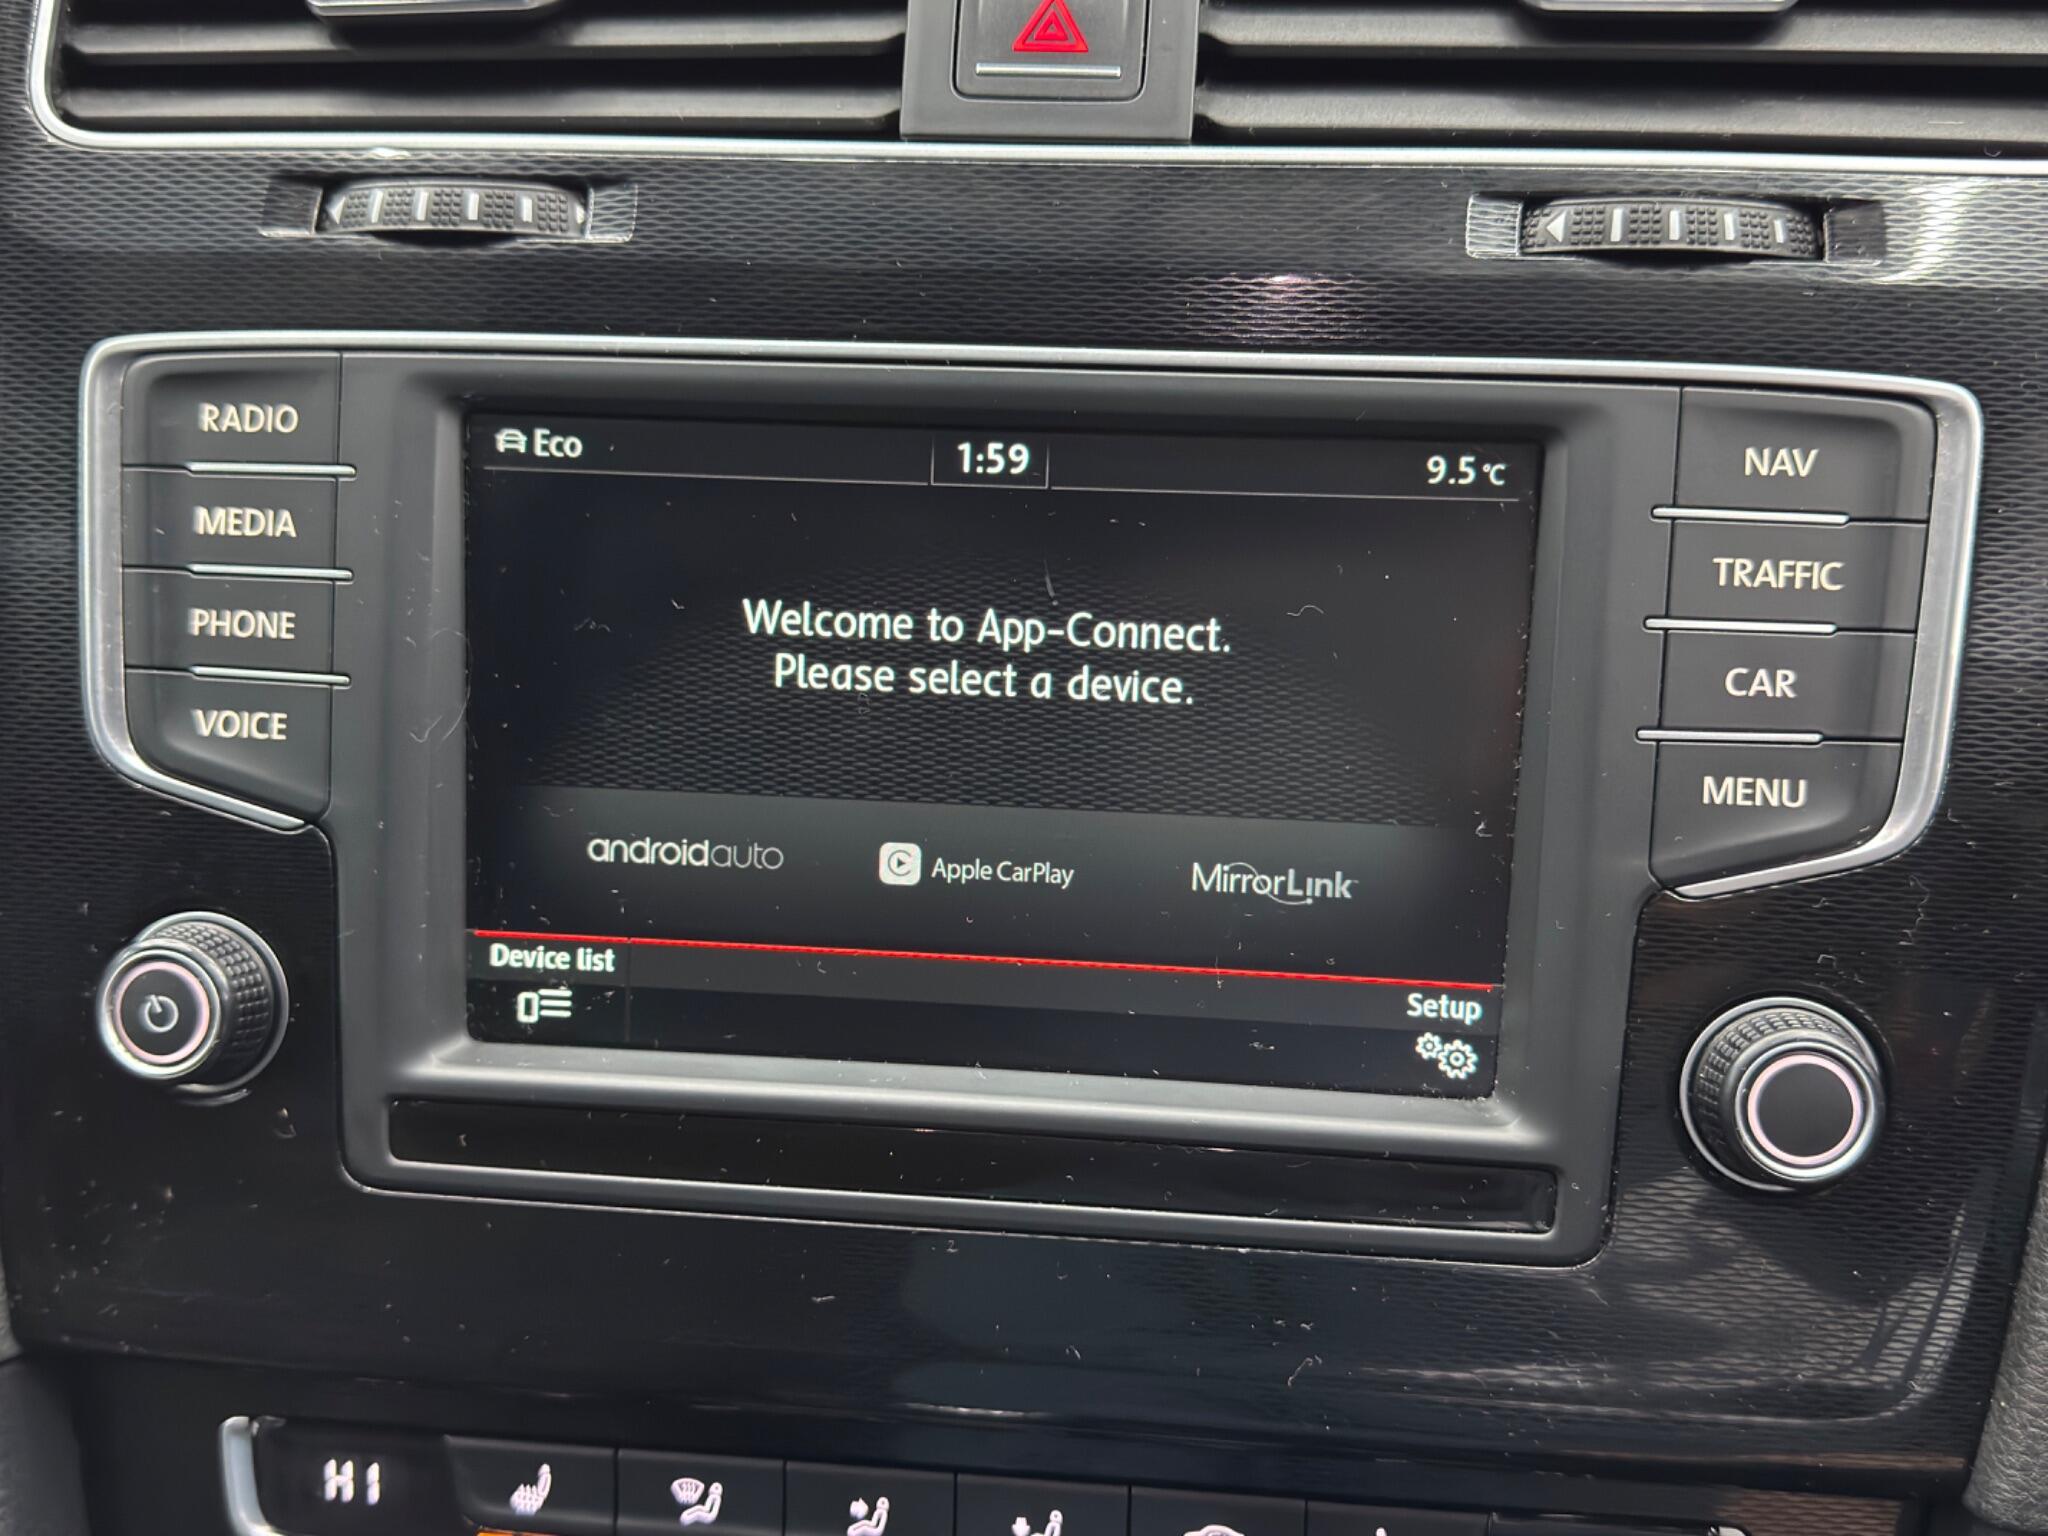 RADIO
MEDIA
PHONE
VOICE
Eco
1:59
9.5 °C
Welcome to App-Connect.
Please select a device.
androidauto
Apple CarPlay
MirrorLink
Device list
Setup
NAV
TRAFFIC
CAR
MENU
HI